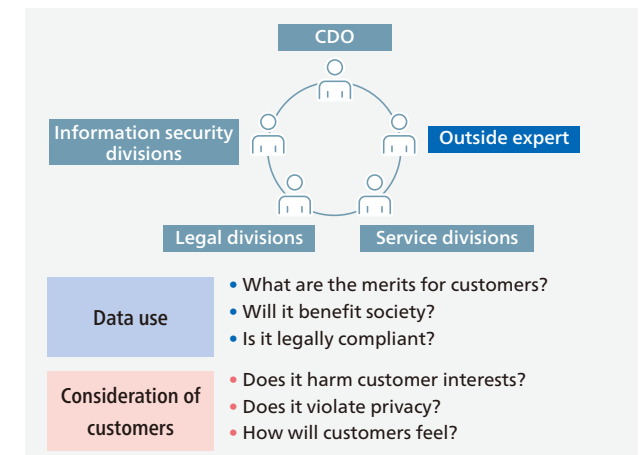 CDO
Information security
divisions
Outside expert
Legal divisions
Service divisions
Data use
• What are the merits for customers?
• Will it benefit society?
• Is it legally compliant?
Consideration of
customers
• Does it harm customer interests?
• Does it violate privacy?
• How will customers feel?